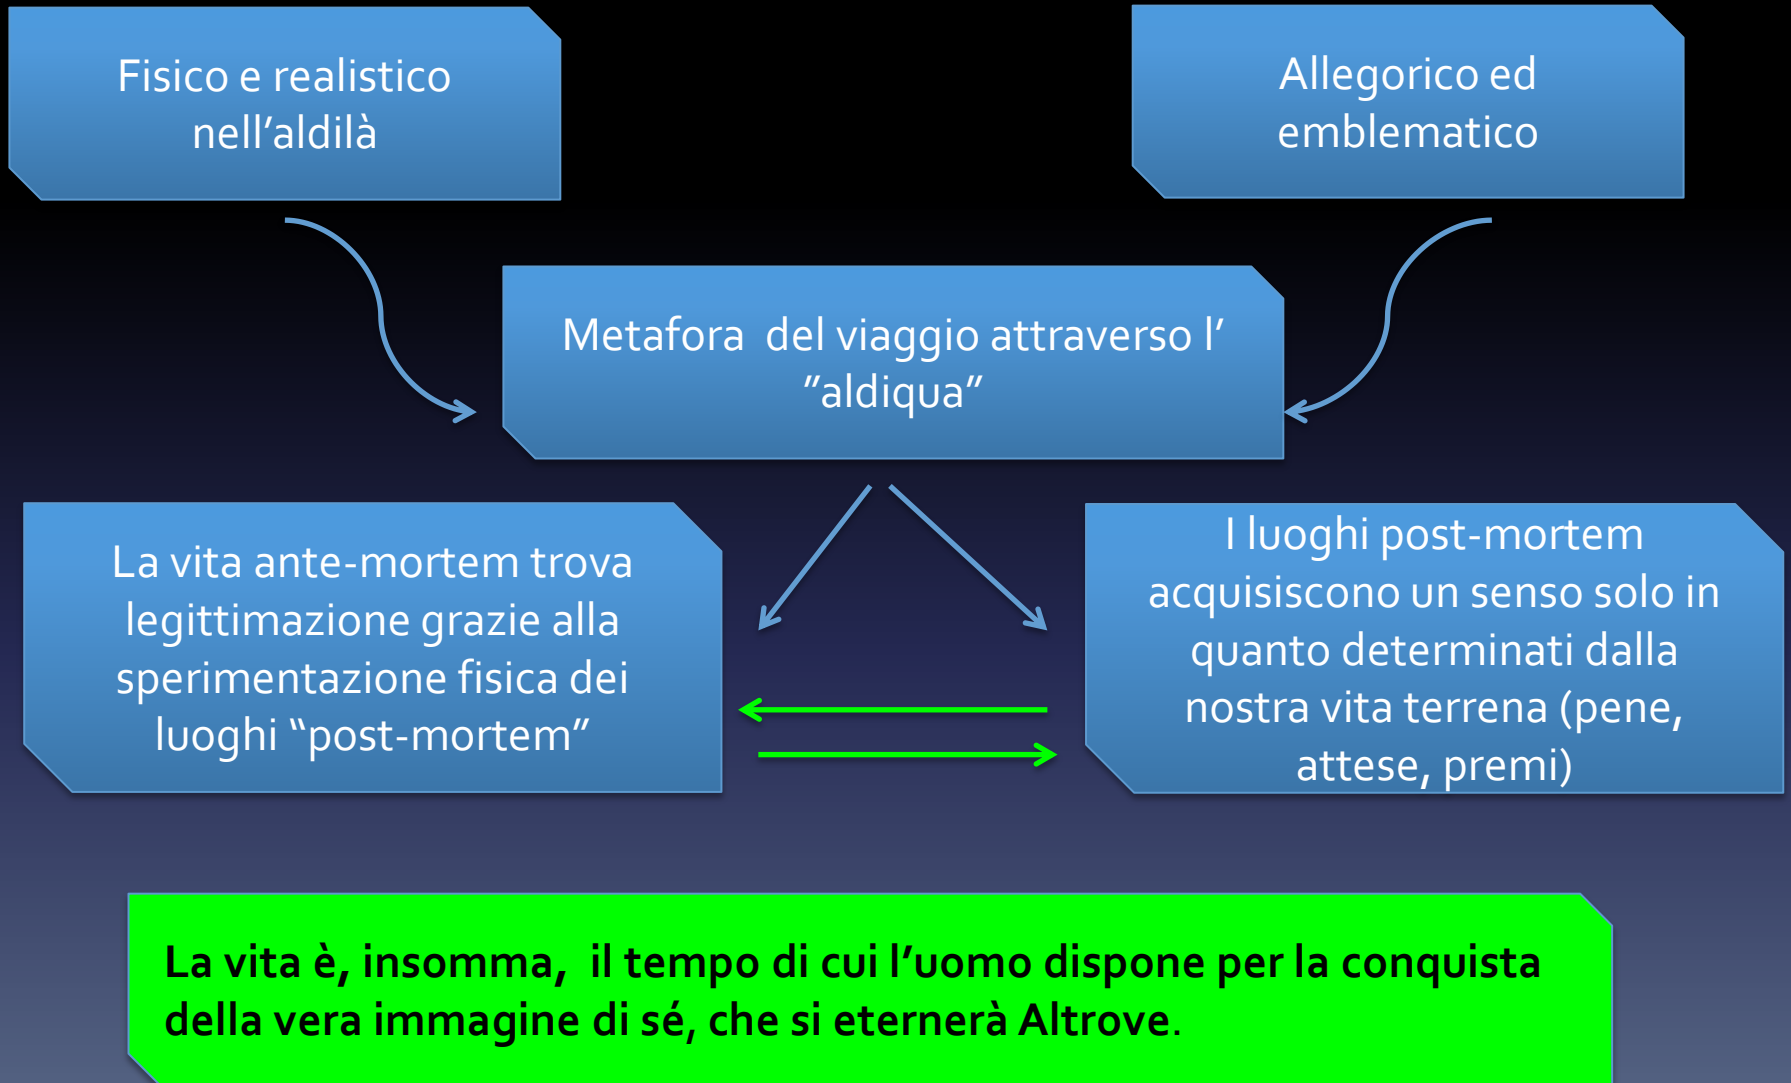 Fisico e realistico
nell’aldilà
Allegorico ed
emblematico
Metafora  del viaggio attraverso l’
”aldiqua”
La vita ante-mortem trova
legittimazione grazie alla
sperimentazione fisica dei
luoghi “post-mortem”
I luoghi post-mortem
acquisiscono un senso solo in
quanto determinati dalla
nostra vita terrena (pene,
attese, premi)
La vita è, insomma,  il tempo di cui l’uomo dispone per la conquista
della vera immagine di sé, che si eternerà Altrove.